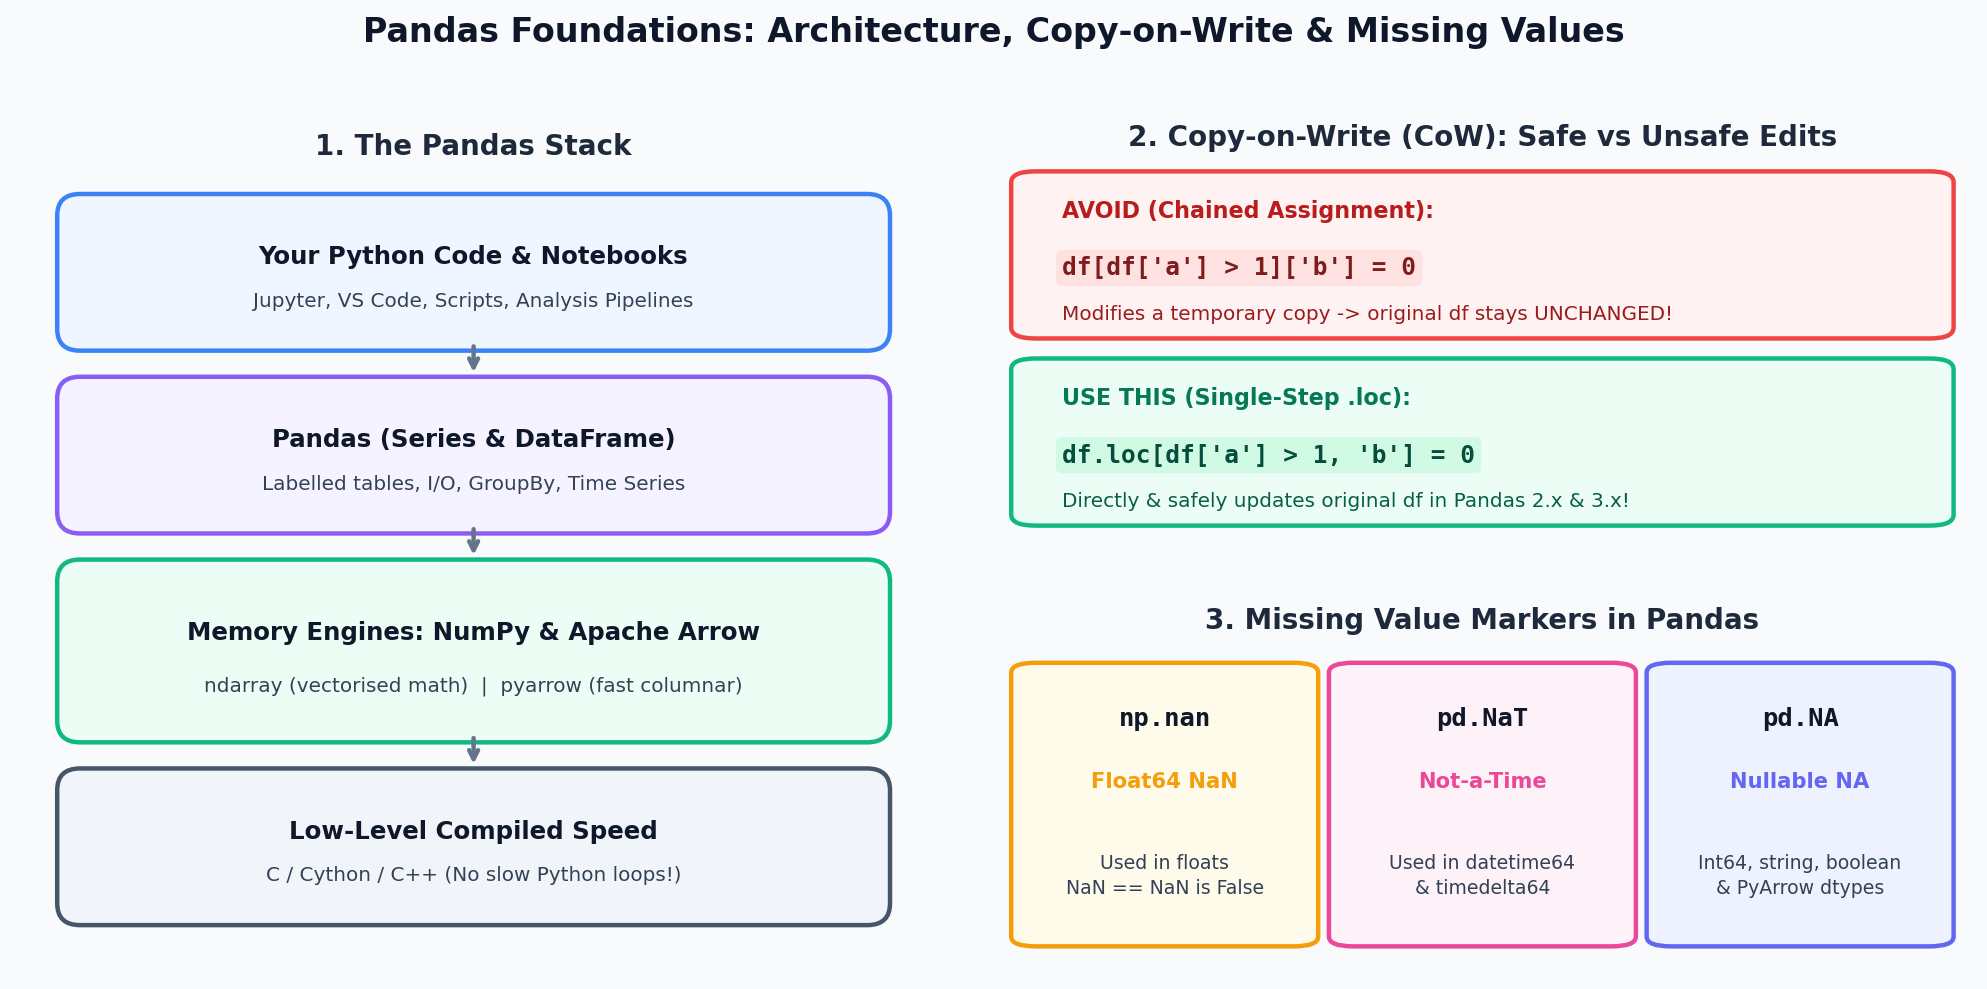 Pandas Foundations: Architecture, Copy-on-Write & Missing Values
1. The Pandas Stack
Your Python Code & Notebooks
Jupyter, VS Code, Scripts, Analysis Pipelines
Pandas (Series & DataFrame)
Labelled tables, I/O, GroupBy, Time Series
Memory Engines: NumPy & Apache Arrow
ndarray (vectorised math)  |  pyarrow (fast columnar)
Low-Level Compiled Speed
C / Cython / C++ (No slow Python loops!)
2. Copy-on-Write (CoW): Safe vs Unsafe Edits
AVOID (Chained Assignment):
df[df['a'] > 1]['b'] = 0
Modifies a temporary copy -> original df stays UNCHANGED!
USE THIS (Single-Step .loc):
df.loc[df['a'] > 1, 'b'] = 0
Directly & safely updates original df in Pandas 2.x & 3.x!
3. Missing Value Markers in Pandas
np.nan
Float64 NaN
Used in floats
NaN == NaN is False
pd.NaT
Not-a-Time
Used in datetime64
& timedelta64
pd.NA
Nullable NA
Int64, string, boolean
& PyArrow dtypes